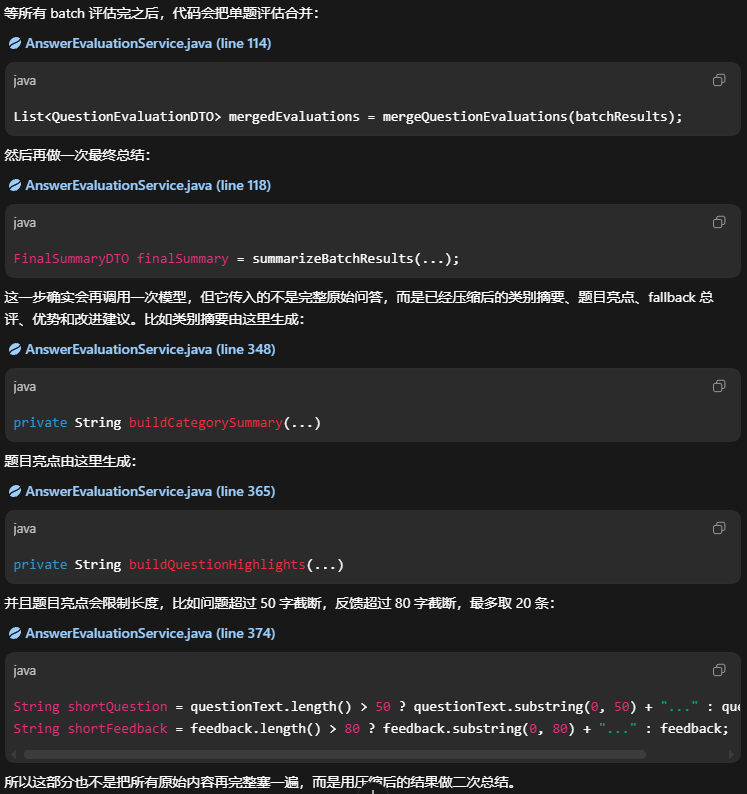 等所有 batch 评估完之后，代码会把单题评估合并：
AnswerEvaluationService.java (line 114)
java
List<QuestionEvaluationDTO> mergedEvaluations = mergeQuestionEvaluations(batchResults);
然后再做一次最终总结：
AnswerEvaluationService.java (line 118)
java
FinalSummaryDTO finalSummary = summarizeBatchResults(...);
这一步确实会再调用一次模型，但它传入的不是完整原始问答，而是已经压缩后的类别摘要、题目亮点、fallback 总
评、优势和改进建议。比如类别摘要由这里生成：
AnswerEvaluationService.java (line 348)
java
private String buildCategorySummary(...)
题目亮点由这里生成：
AnswerEvaluationService.java (line 365)
java
private String buildQuestionHighlights(...)
并且题目亮点会限制长度，比如问题超过 50 字截断，反馈超过 80 字截断，最多取 20 条：
AnswerEvaluationService.java (line 374)
java
String shortQuestion = questionText.length() > 50 ? questionText.substring(0, 50) + "..." : que
String shortFeedback = feedback.length() > 80 ? feedback.substring(0, 80) + "..." : feedback;
所以这部分也不是把所有原始内容再完整塞一遍，而是用压缩后的结果做二次总结。